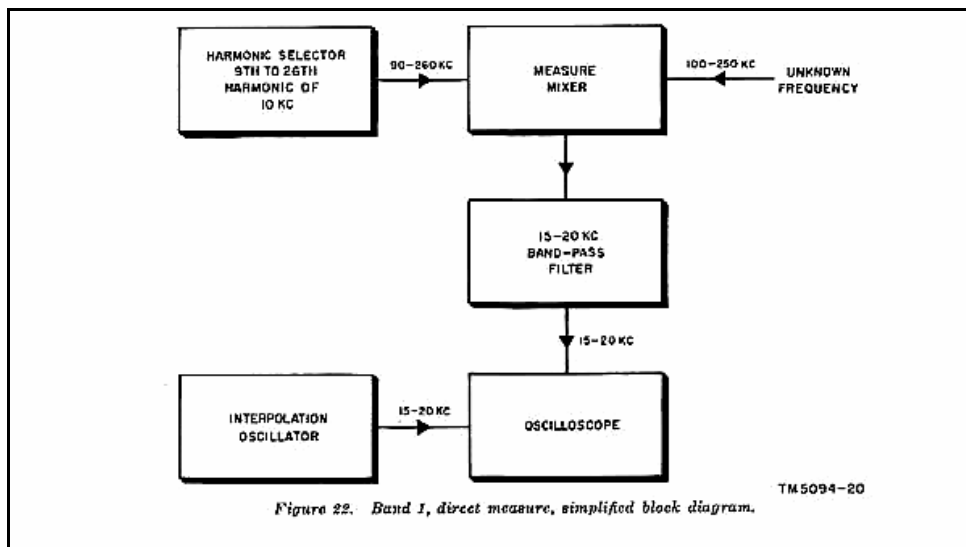 HARMONIC SELECTOR
9TH TO 26TH
HARMONIC OF
10 KC
90-260 KC
MEASURE
MIXER
100-250 KC
UNKNOWN
FREQUENCY
15-20 KC
BAND-PASS
FILTER
15-20 KC
INTERPOLATION
OSCILLATOR
15-20 KC
OSCILLOSCOPE
TM5094-20
Figure 22. Band 1, direct measure, simplified block diagram.